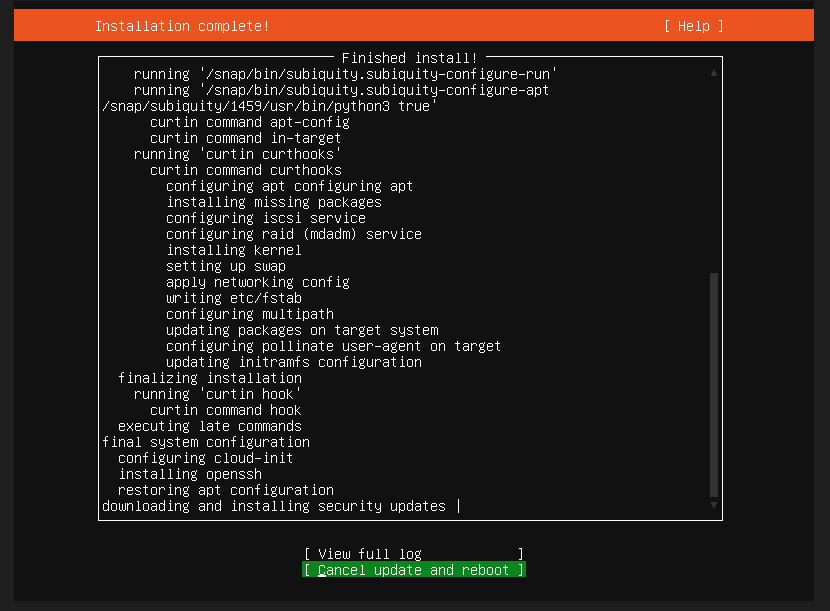 Installation complete! [ Help ]
Finished install!
running '/snap/bin/subiquity.subiquity-configure-run'
running '/snap/bin/subiquity.subiquity-configure-apt
/snap/subiquity/1459/usr/bin/python3 true'
curtin command apt-config
curtin command in-target
running 'curtin curthooks'
curtin command curthooks
configuring apt configuring apt
installing missing packages
configuring iscsi service
configuring raid (mdadm) service
installing kernel
setting up swap
apply networking config
writing etc/fstab
configuring multipath
updating packages on target system
configuring pollinate user-agent on target
updating initramfs configuration
finalizing installation
running 'curtin hook'
curtin command hook
executing late commands
final system configuration
configuring cloud-init
installing openssh
restoring apt configuration
downloading and installing security updates |
[ View full log ]
[ Cancel update and reboot ]